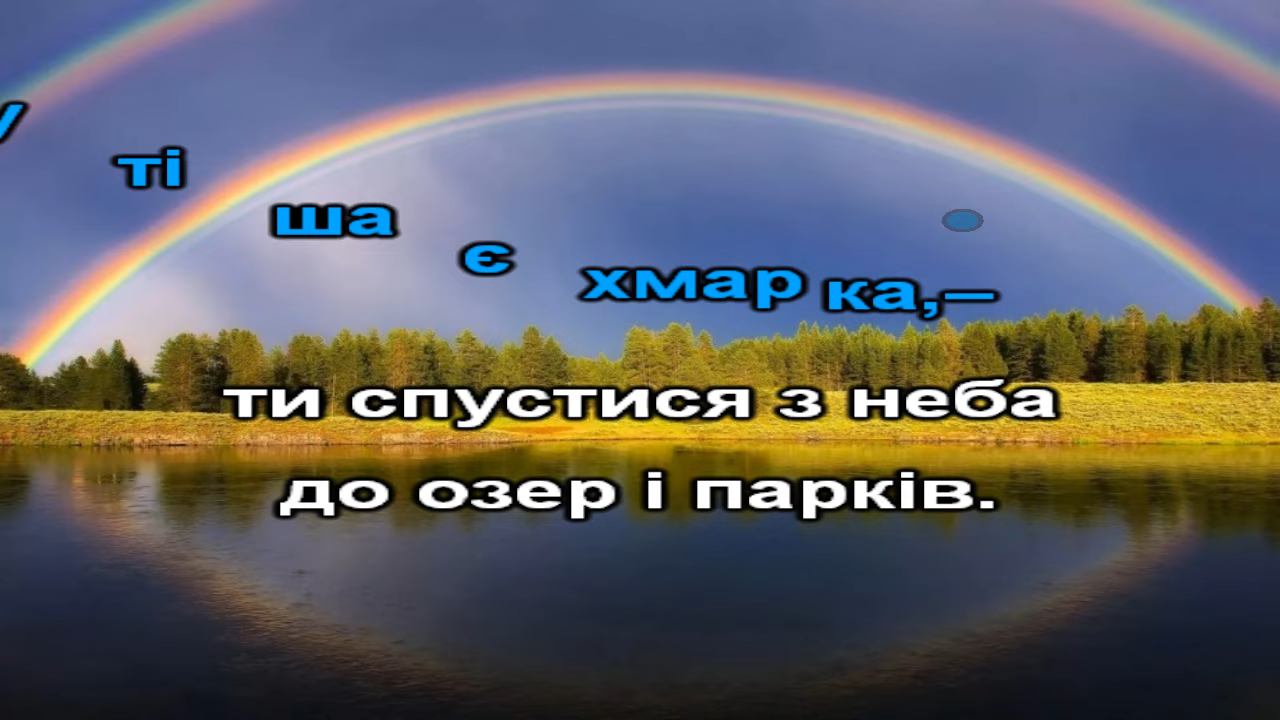 у ті ша є хмар ка,–
ти спустися з неба
до озер і парків.